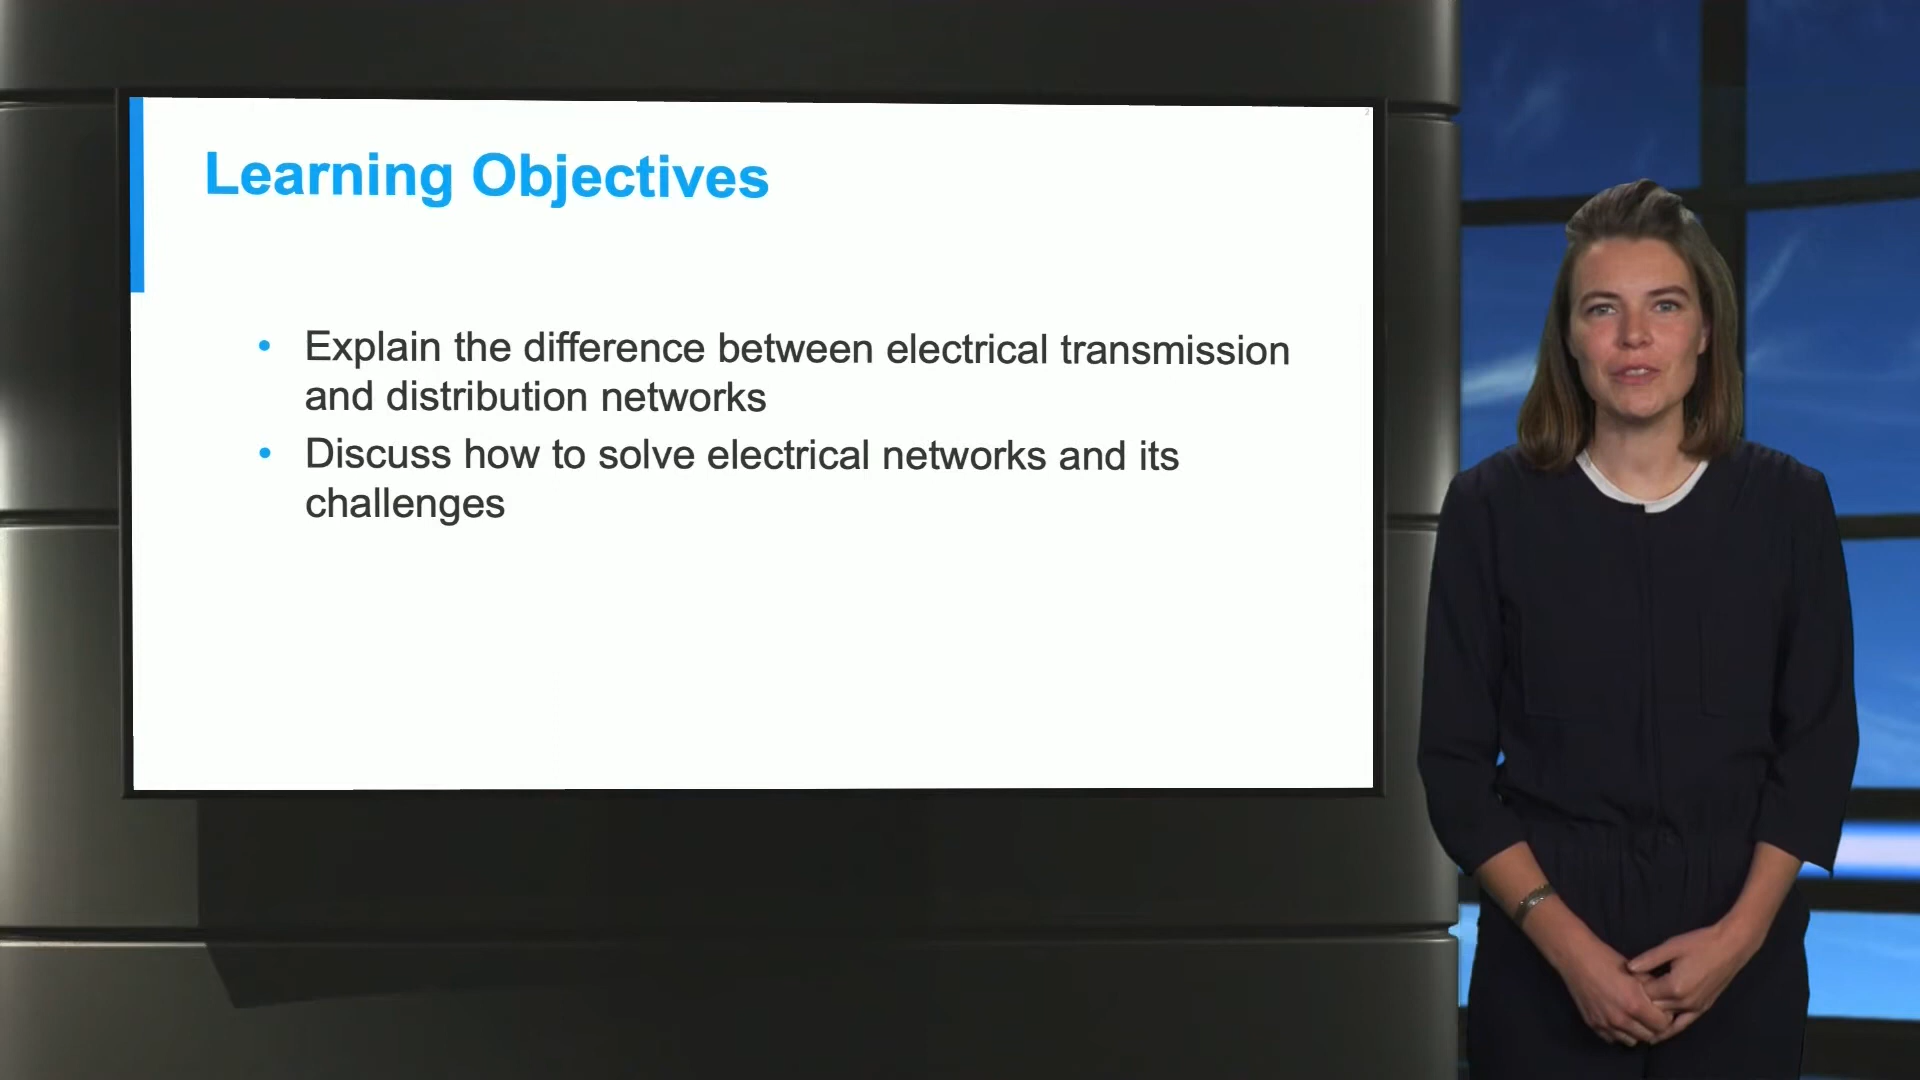 2
Learning Objectives
• Explain the difference between electrical transmission
and distribution networks
• Discuss how to solve electrical networks and its
challenges